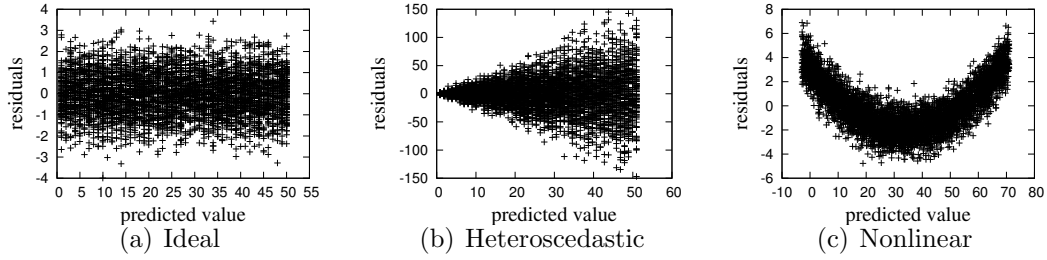 4
3
2
1
0
-1
-2
-3
-4
residuals
0 5 10 15 20 25 30 35 40 45 50 55
predicted value
(a) Ideal
150
100
50
0
-50
-100
-150
residuals
0 10 20 30 40 50 60
predicted value
(b) Heteroscedastic
8
6
4
2
0
-2
-4
-6
residuals
-10 0 10 20 30 40 50 60 70 80
predicted value
(c) Nonlinear